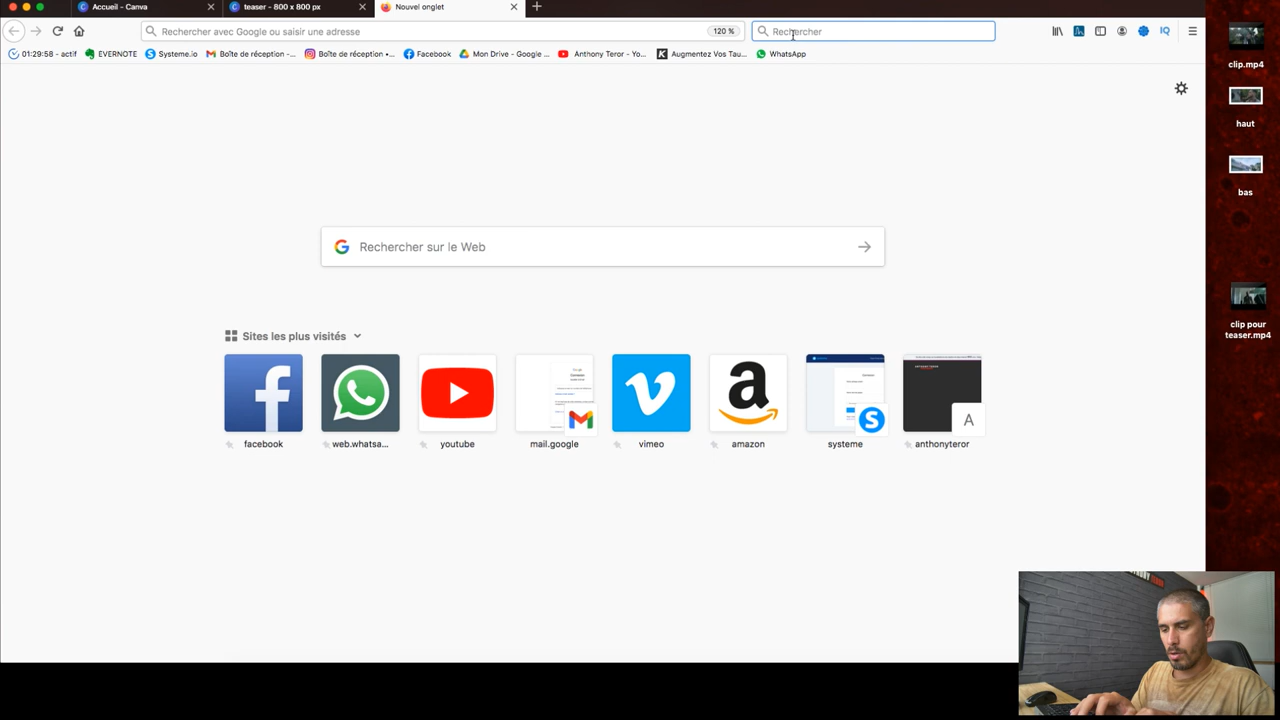 Accueil - Canva
teaser - 800 x 800 px
Nouvel onglet
Rechercher avec Google ou saisir une adresse
120 %
Rechercher
01:29:58 - actif
EVERNOTE
Systeme.io
Boîte de réception -...
Boîte de réception •...
Facebook
Mon Drive - Google ...
Anthony Teror - Yo...
Augmentez Vos Tau...
WhatsApp
clip.mp4
haut
bas
clip pour
teaser.mp4
Rechercher sur le Web
Sites les plus visités
facebook
web.whatsa...
youtube
mail.google
vimeo
amazon
systeme
A
anthonyteror